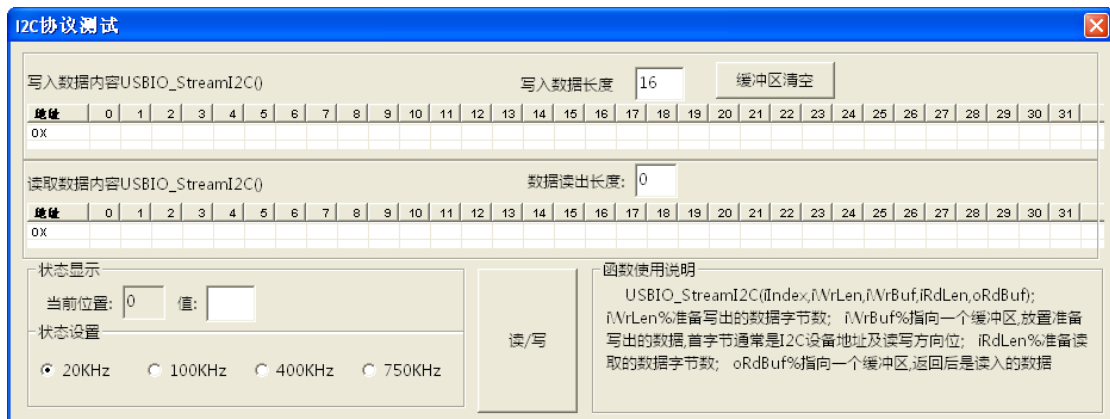 I2C协议测试
写入数据内容USBIO_StreamI2C() 写入数据长度 16 缓冲区清空
地址 0 1 2 3 4 5 6 7 8 9 10 11 12 13 14 15 16 17 18 19 20 21 22 23 24 25 26 27 28 29 30 31
0X
读取数据内容USBIO_StreamI2C() 数据读出长度: 0
地址 0 1 2 3 4 5 6 7 8 9 10 11 12 13 14 15 16 17 18 19 20 21 22 23 24 25 26 27 28 29 30 31
0X
状态显示
当前位置: 0 值:
状态设置
20KHz 100KHz 400KHz 750KHz
读/写
函数使用说明
USBIO_StreamI2C(iIndex,iWrLen,iWrBuf,iRdLen,oRdBuf);
iWrLen%准备写出的数据字节数; iWrBuf%指向一个缓冲区,放置准备
写出的数据,首字节通常是I2C设备地址及读写方向位; iRdLen%准备读
取的数据字节数; oRdBuf%指向一个缓冲区,返回后是读入的数据